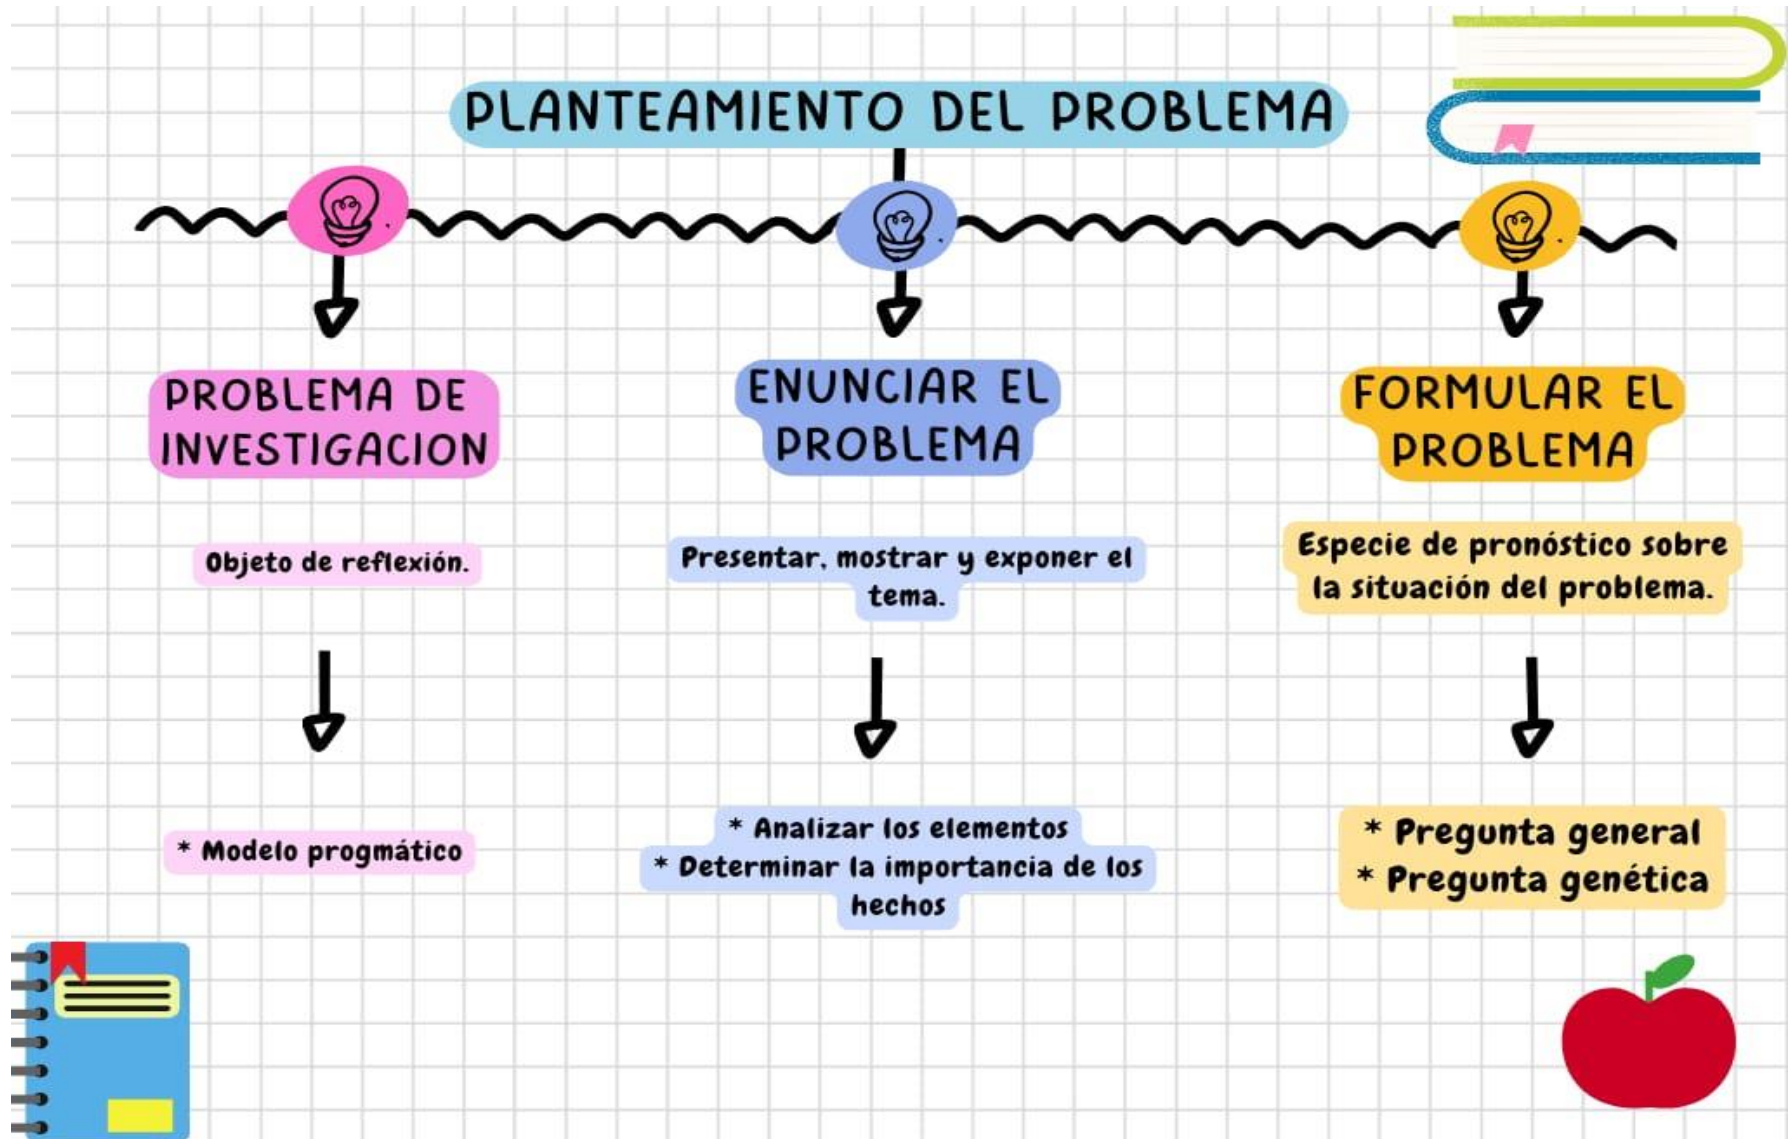 PLANTEAMIENTO DEL PROBLEMA
PROBLEMA DE
INVESTIGACION
Objeto de reflexión.
* Modelo progmático
ENUNCIAR EL
PROBLEMA
Presentar, mostrar y exponer el
tema.
* Analizar los elementos
* Determinar la importancia de los
hechos
FORMULAR EL
PROBLEMA
Especie de pronóstico sobre
la situación del problema.
* Pregunta general
* Pregunta genética